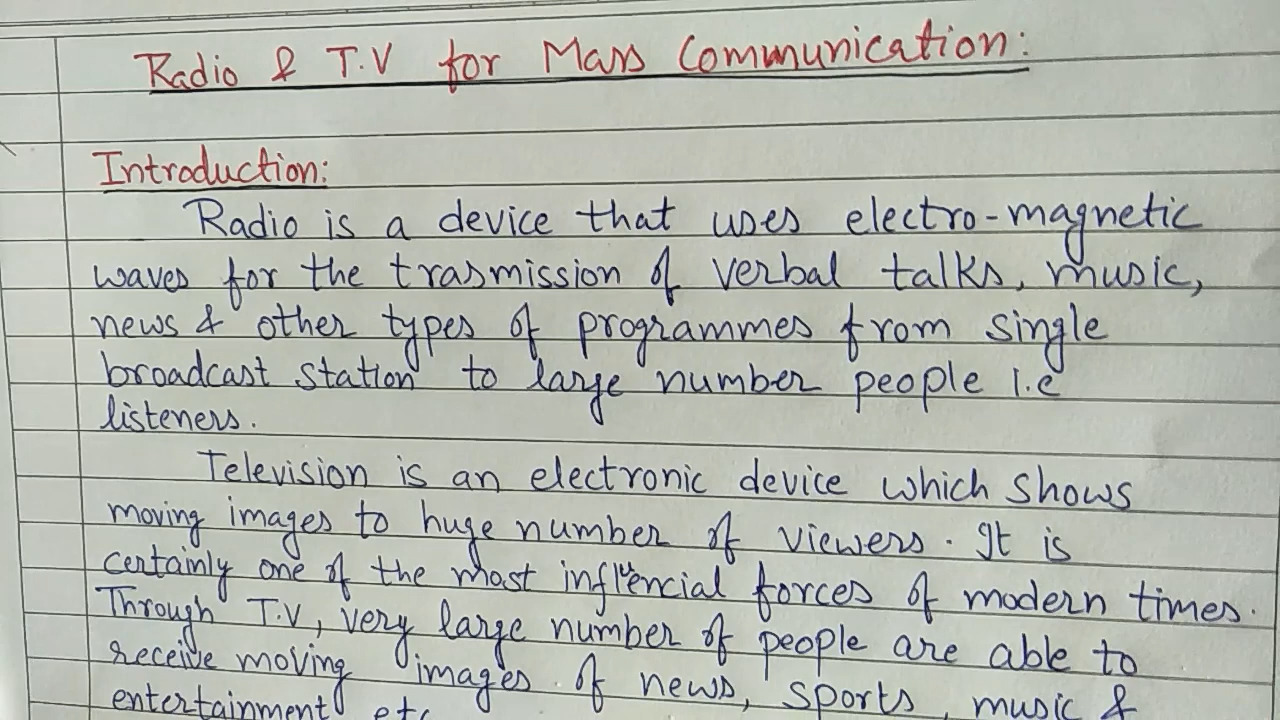 Radio & T.V for Mass Communication:
Introduction:
Radio is a device that uses electro-magnetic
waves for the trasmission of verbal talks, music,
news & other types of programmes from single
broadcast station to large number people i.e
listeners.
Television is an electronic device which shows
moving images to huge number of viewers. It is
certainly one of the most influencial forces of modern times.
Through T.V, very large number of people are able to
receive moving images of news, sports, music &
entertainment etc